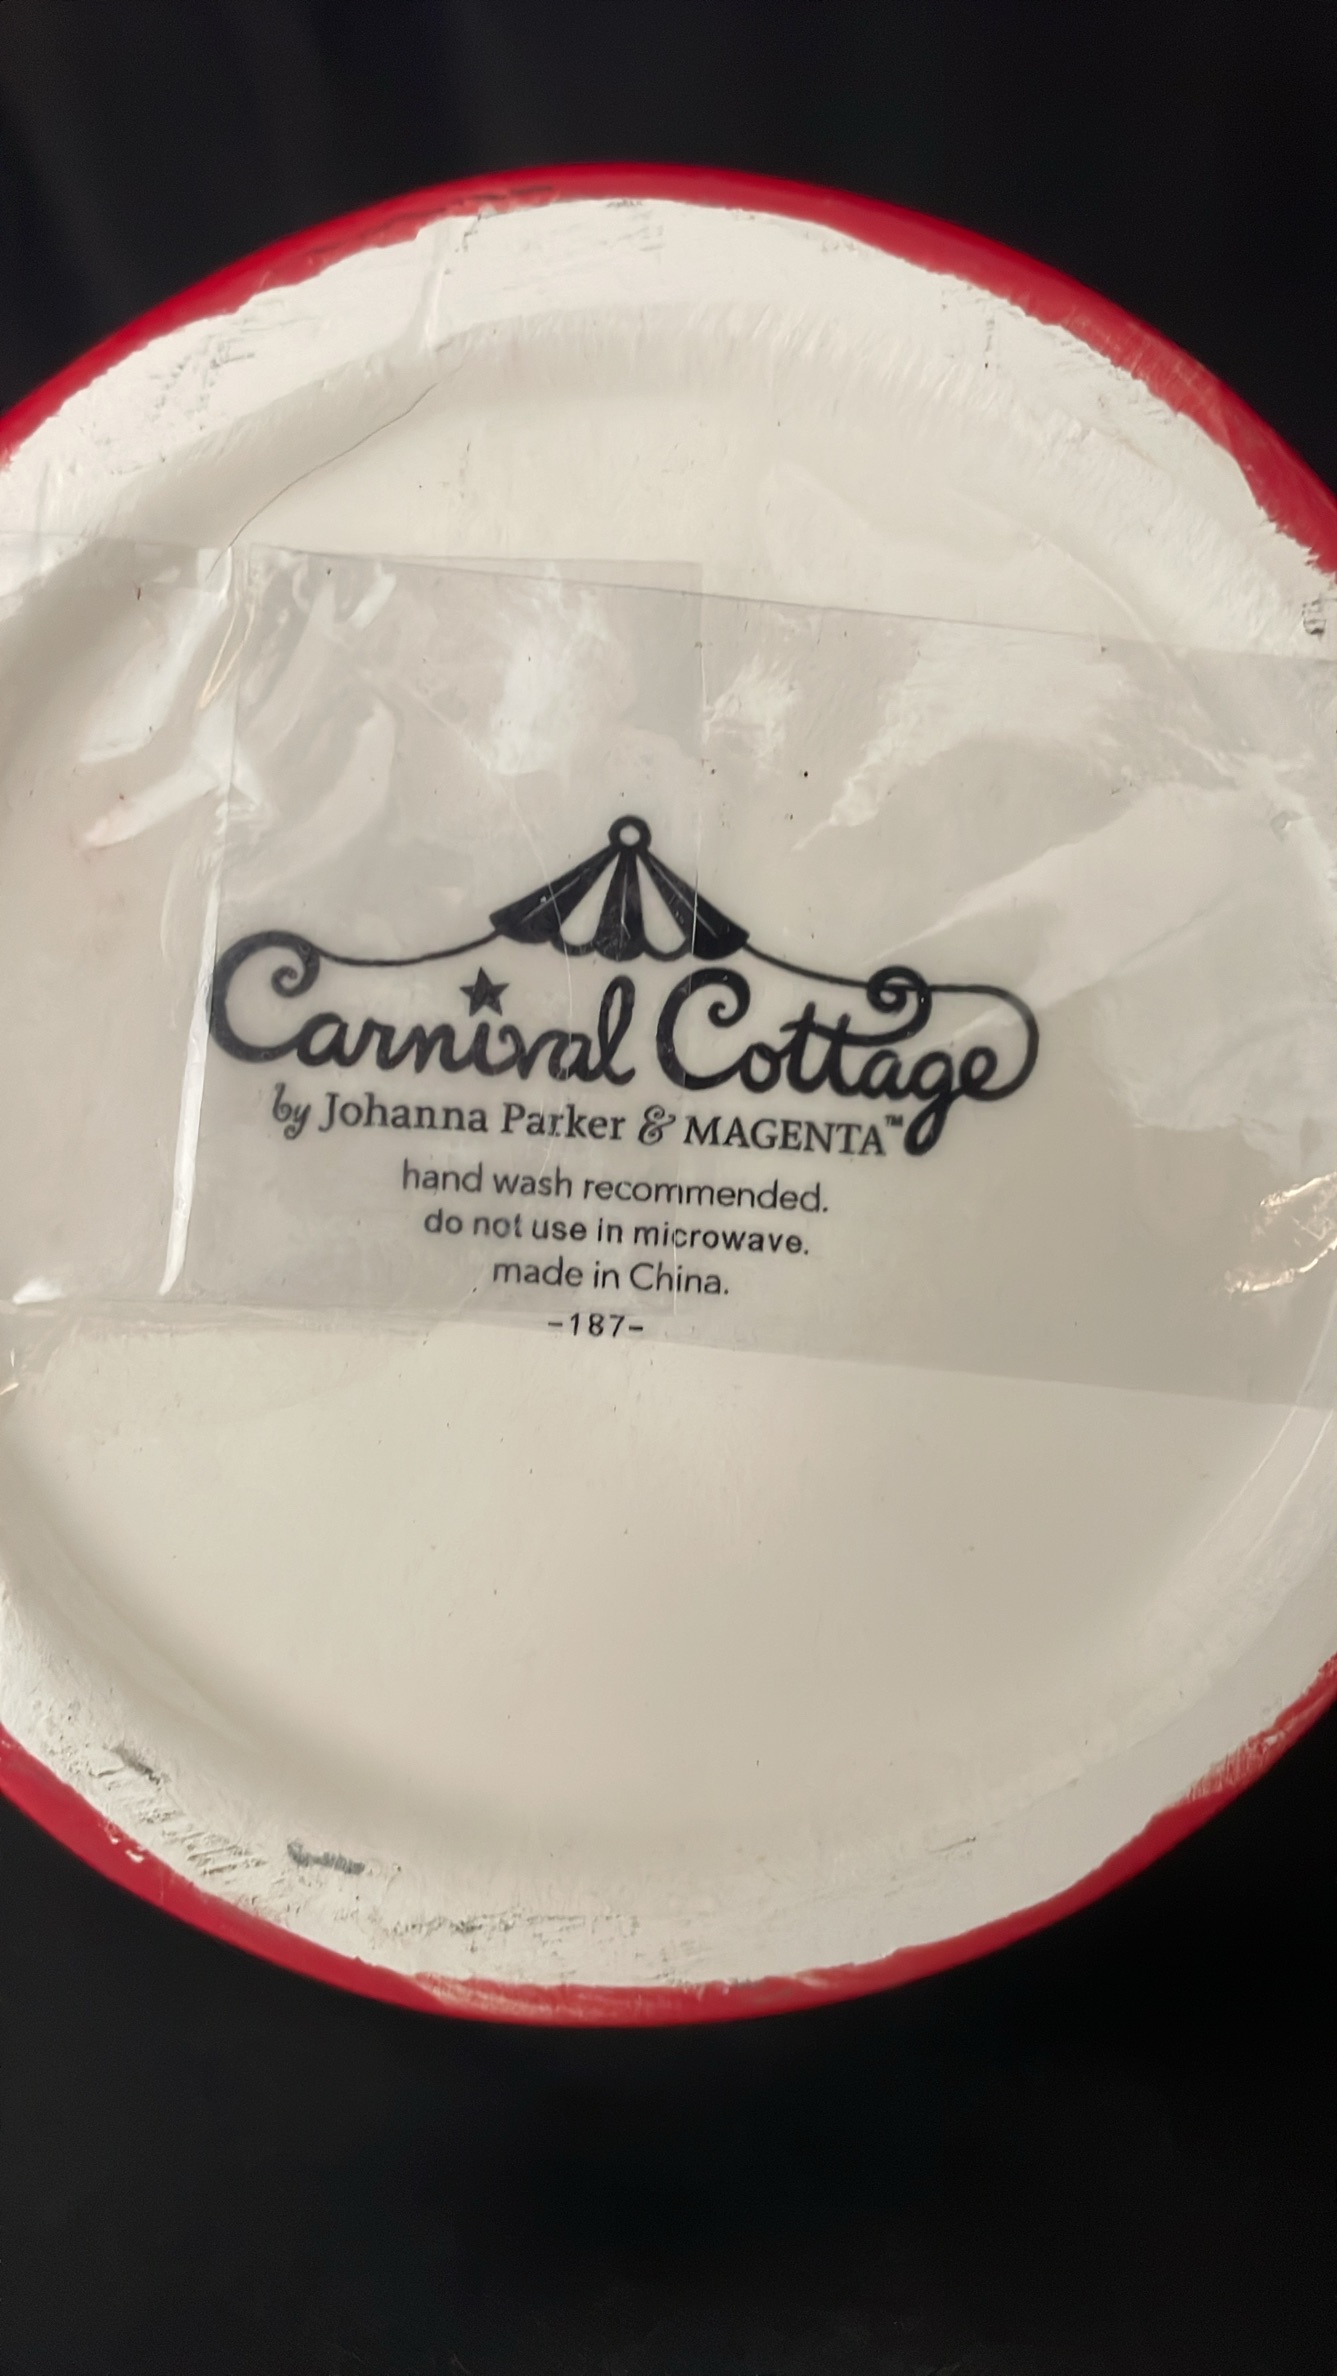 Carnival Cottage
by Johanna Parker & MAGENTA™
hand wash recommended.
do not use in microwave.
made in China.
-187-